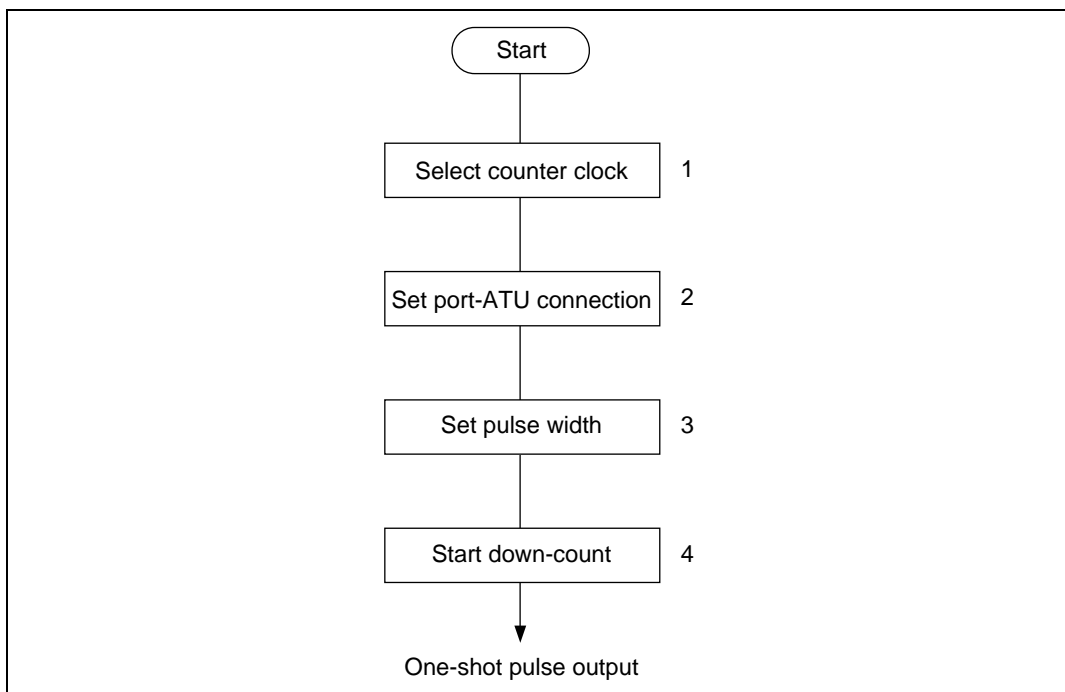 Start
Select counter clock 1
Set port-ATU connection 2
Set pulse width 3
Start down-count 4
One-shot pulse output